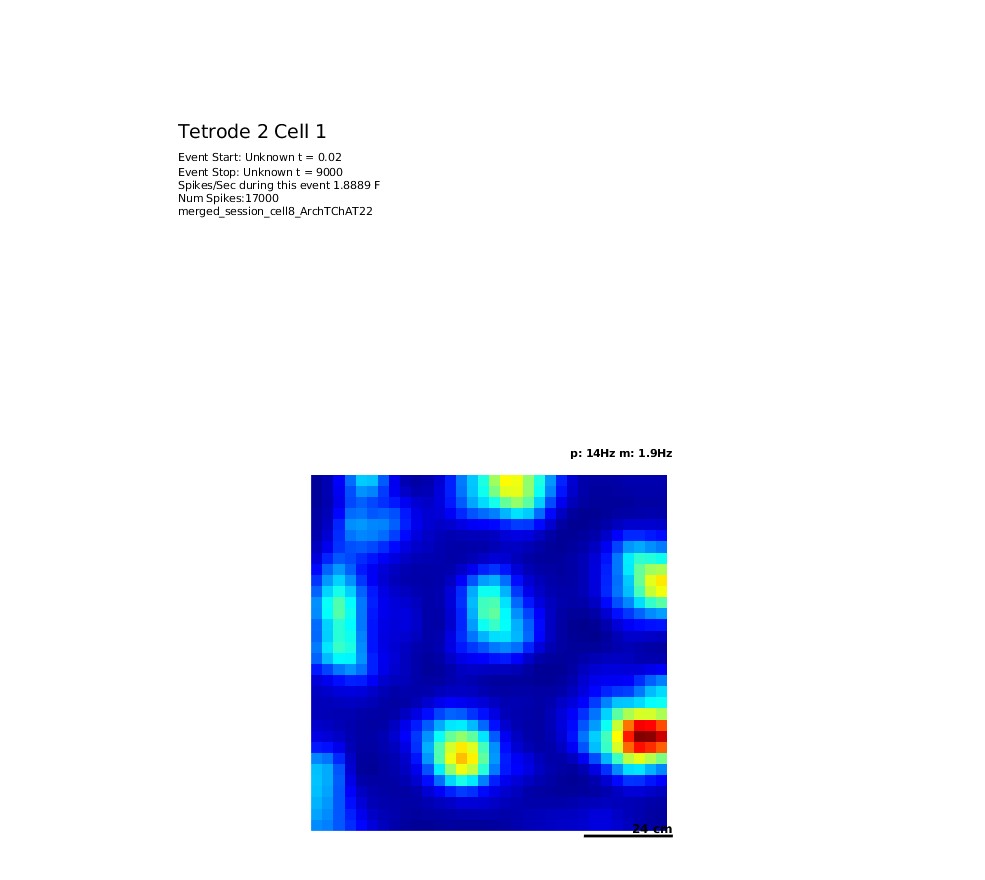 Tetrode 2 Cell 1
Event Start: Unknown t = 0.02
Event Stop: Unknown t = 9000
Spikes/Sec during this event 1.8889 F
Num Spikes:17000
merged_session_cell8_ArchTChAT22
p: 14Hz m: 1.9Hz
24 cm